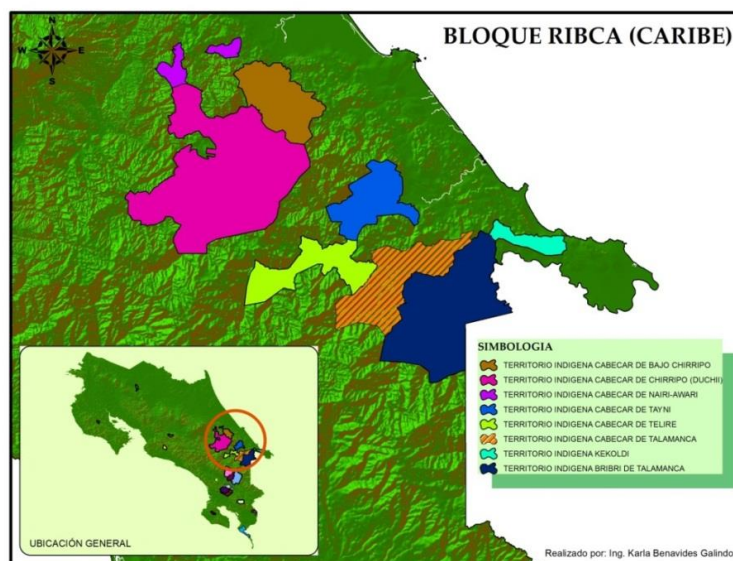 BLOQUE RIBCA (CARIBE)
N
W
E
S
SIMBOLOGIA
TERRITORIO INDIGENA CABECAR DE BAJO CHIRRIPO
TERRITORIO INDIGENA CABECAR DE CHIRRIPO (DUCHII)
TERRITORIO INDIGENA CABECAR DE NAIRI-AWARI
TERRITORIO INDIGENA CABECAR DE TAYNI
TERRITORIO INDIGENA CABECAR DE TELIRE
TERRITORIO INDIGENA CABECAR DE TALAMANCA
TERRITORIO INDIGENA KEKOLDI
TERRITORIO INDIGENA BRIBRI DE TALAMANCA
UBICACIÓN GENERAL
Realizado por: Ing. Karla Benavides Galindo